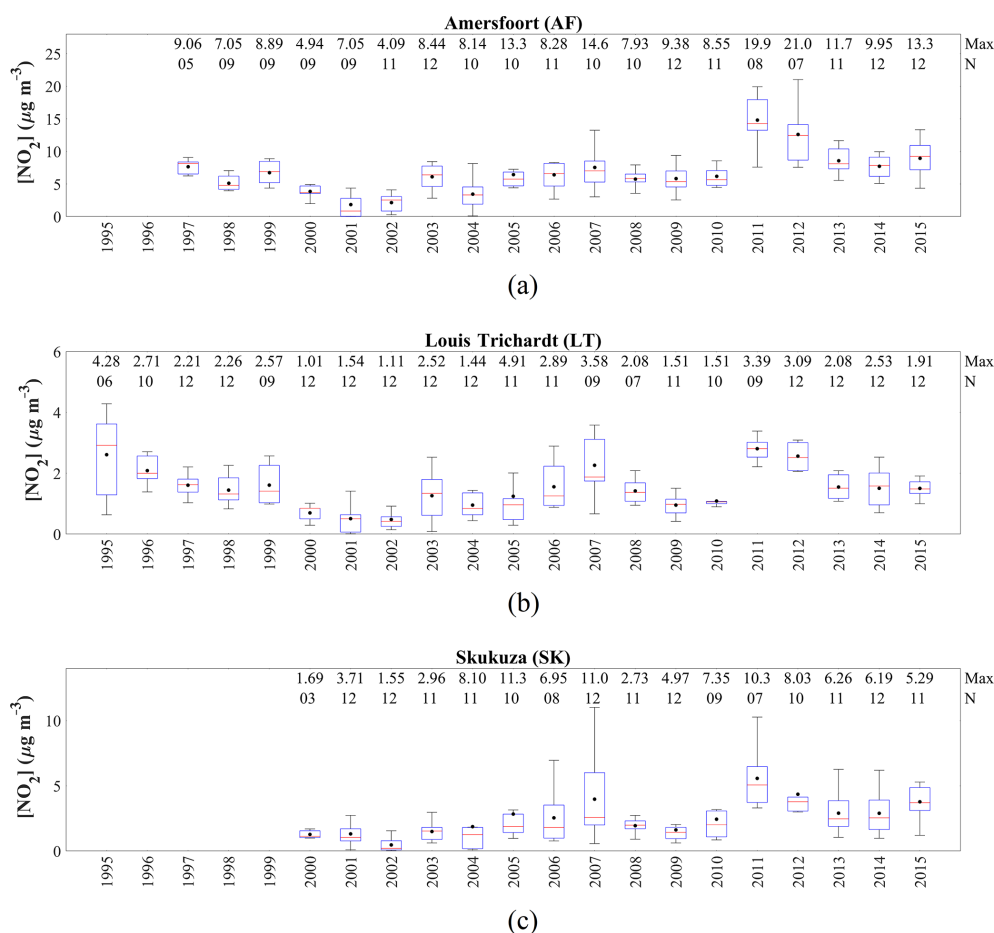 Amersfoort (AF)
9.06 7.05 8.89 4.94 7.05 4.09 8.44 8.14 13.3 8.28 14.6 7.93 9.38 8.55 19.9 21.0 11.7 9.95 13.3 Max
05 09 09 09 09 11 12 10 10 11 10 10 12 11 08 07 11 12 12 N
25
20
15
10
5
0
[NO2] (µg m−3)
1995 1996 1997 1998 1999 2000 2001 2002 2003 2004 2005 2006 2007 2008 2009 2010 2011 2012 2013 2014 2015
(a)
Louis Trichardt (LT)
4.28 2.71 2.21 2.26 2.57 1.01 1.54 1.11 2.52 1.44 4.91 2.89 3.58 2.08 1.51 1.51 3.39 3.09 2.08 2.53 1.91 Max
06 10 12 12 09 12 12 12 12 12 11 11 09 07 11 10 09 12 12 12 12 N
6
4
2
0
[NO2] (µg m−3)
1995 1996 1997 1998 1999 2000 2001 2002 2003 2004 2005 2006 2007 2008 2009 2010 2011 2012 2013 2014 2015
(b)
Skukuza (SK)
1.69 3.71 1.55 2.96 8.10 11.3 6.95 11.0 2.73 4.97 7.35 10.3 8.03 6.26 6.19 5.29 Max
03 12 12 11 11 10 08 12 11 12 09 07 10 11 12 11 N
10
5
0
[NO2] (µg m−3)
1995 1996 1997 1998 1999 2000 2001 2002 2003 2004 2005 2006 2007 2008 2009 2010 2011 2012 2013 2014 2015
(c)